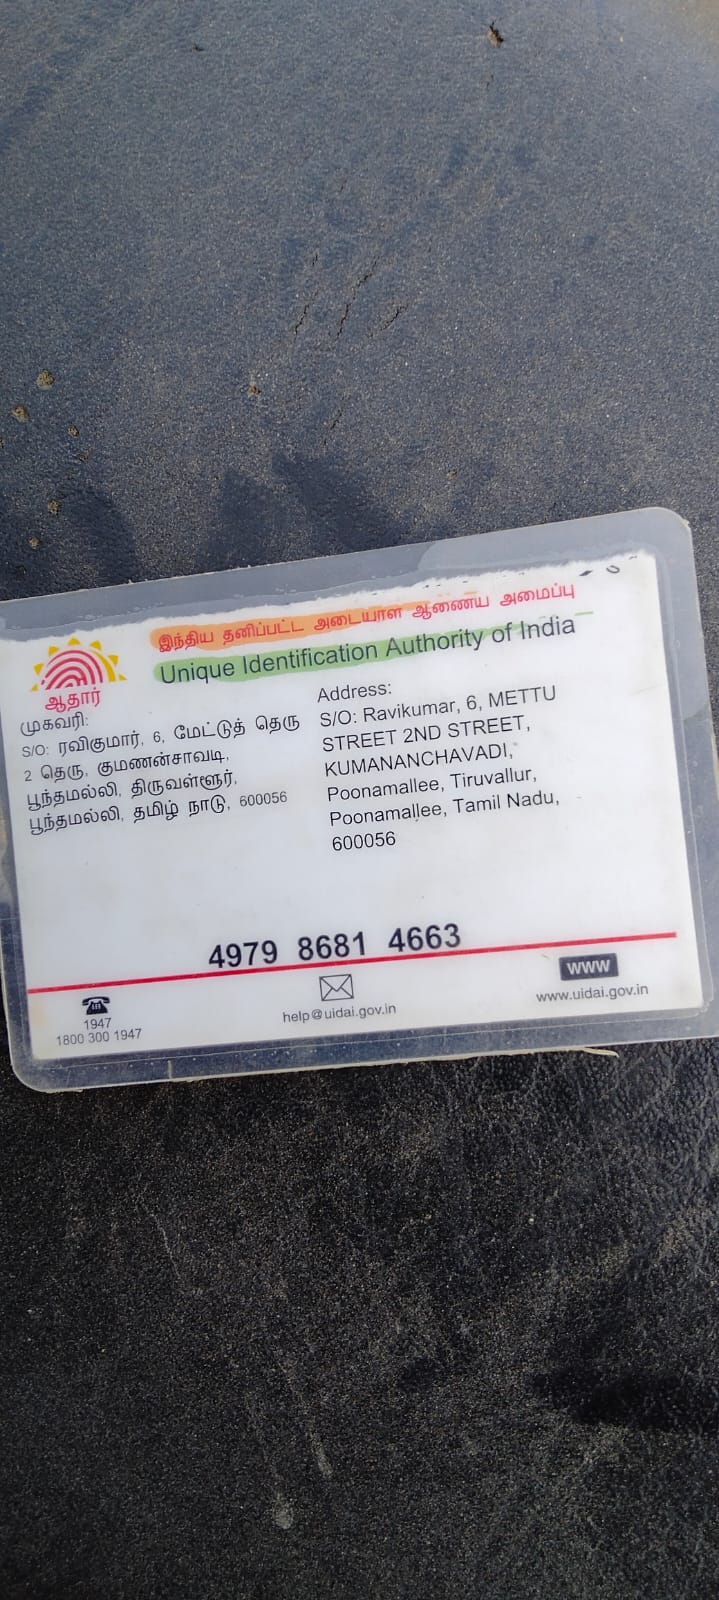 இந்திய தனிப்பட்ட அடையாள ஆணைய அமைப்பு
Unique Identification Authority of India
ஆதார்
முகவரி:
S/O: ரவிகுமார், 6, மேட்டுத் தெரு
2 தெரு, குமணன்சாவடி,
பூந்தமல்லி, திருவள்ளூர்,
பூந்தமல்லி, தமிழ் நாடு, 600056
Address:
S/O: Ravikumar, 6, METTU
STREET 2ND STREET,
KUMANANCHAVADI,
Poonamallee, Tiruvallur,
Poonamallee, Tamil Nadu,
600056
4979 8681 4663
1947
1800 300 1947
help@uidai.gov.in
WWW
www.uidai.gov.in